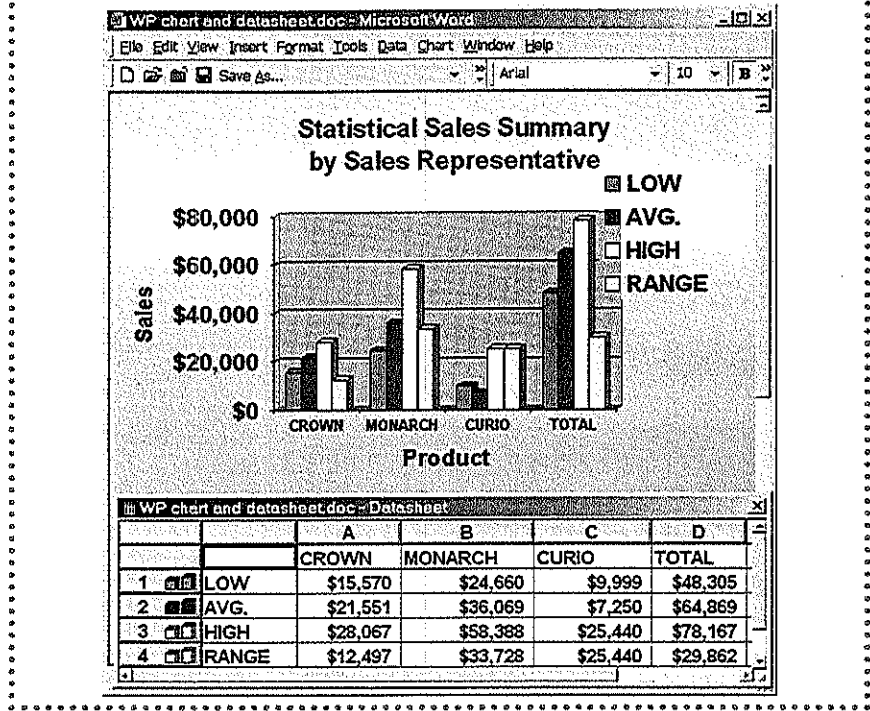 WP chart and datasheet.doc - Microsoft Word
File Edit View Insert Format Tools Data Chart Window Help
Save As... Arial 10 B
Statistical Sales Summary
by Sales Representative
LOW
AVG.
HIGH
RANGE
$80,000
$60,000
$40,000
$20,000
$0
Sales
CROWN MONARCH CURIO TOTAL
Product
WP chart and datasheet.doc - Datasheet
A B C D
CROWN MONARCH CURIO TOTAL
1 LOW $15,570 $24,660 $9,999 $48,305
2 AVG. $21,551 $36,069 $7,250 $64,869
3 HIGH $28,067 $58,388 $25,440 $78,167
4 RANGE $12,497 $33,728 $25,440 $29,862